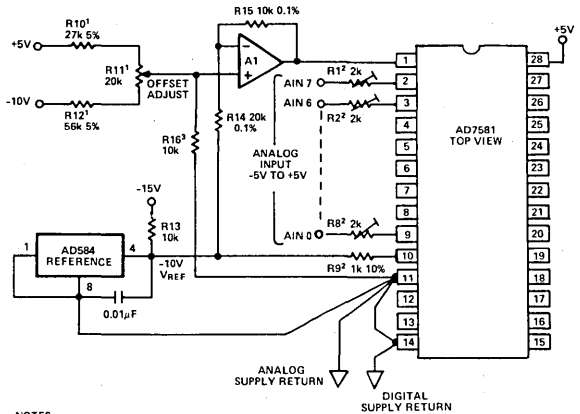 R15 10k 0.1%
R10¹
27k 5%
+5V
+5V
A1
R11¹
20k
OFFSET
ADJUST
-10V
R12¹
56k 5%
R16³
10k
R14 20k
0.1%
AIN 7
R1² 2k
AIN 6
R2² 2k
ANALOG
INPUT
-5V TO +5V
AIN 0
R8² 2k
R9² 1k 10%
-15V
R13
10k
1
AD584
REFERENCE
4
8
-10V
VREF
0.01µF
AD7581
TOP VIEW
1
2
3
4
5
6
7
8
9
10
11
12
13
14
28
27
26
25
24
23
22
21
20
19
18
17
16
15
ANALOG
SUPPLY RETURN
DIGITAL
SUPPLY RETURN